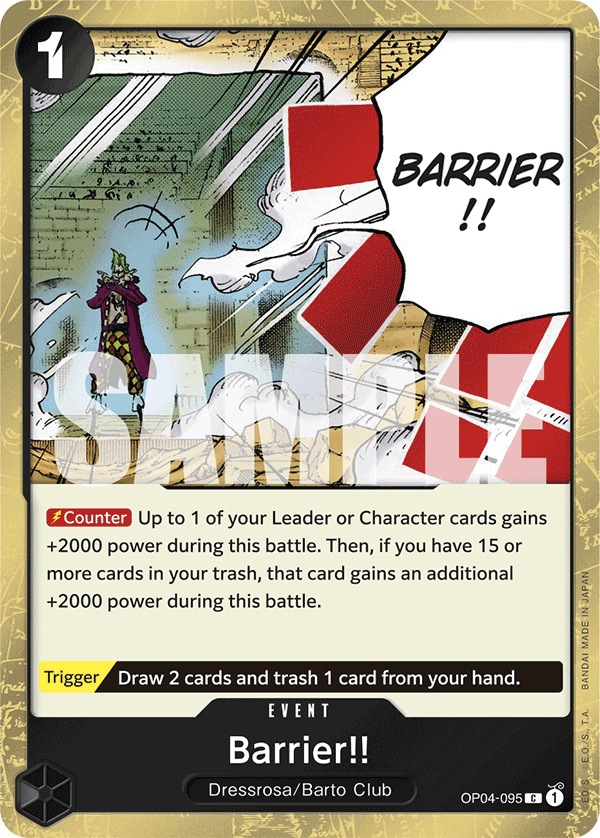 1
BARRIER
!!
SAMPLE
Counter Up to 1 of your Leader or Character cards gains
+2000 power during this battle. Then, if you have 15 or
more cards in your trash, that card gains an additional
+2000 power during this battle.
Trigger Draw 2 cards and trash 1 card from your hand.
EVENT
Barrier!!
Dressrosa/Barto Club
OP04-095 C 1
©E.O./S. ©E.O./S, T.A. BANDAI MADE IN JAPAN